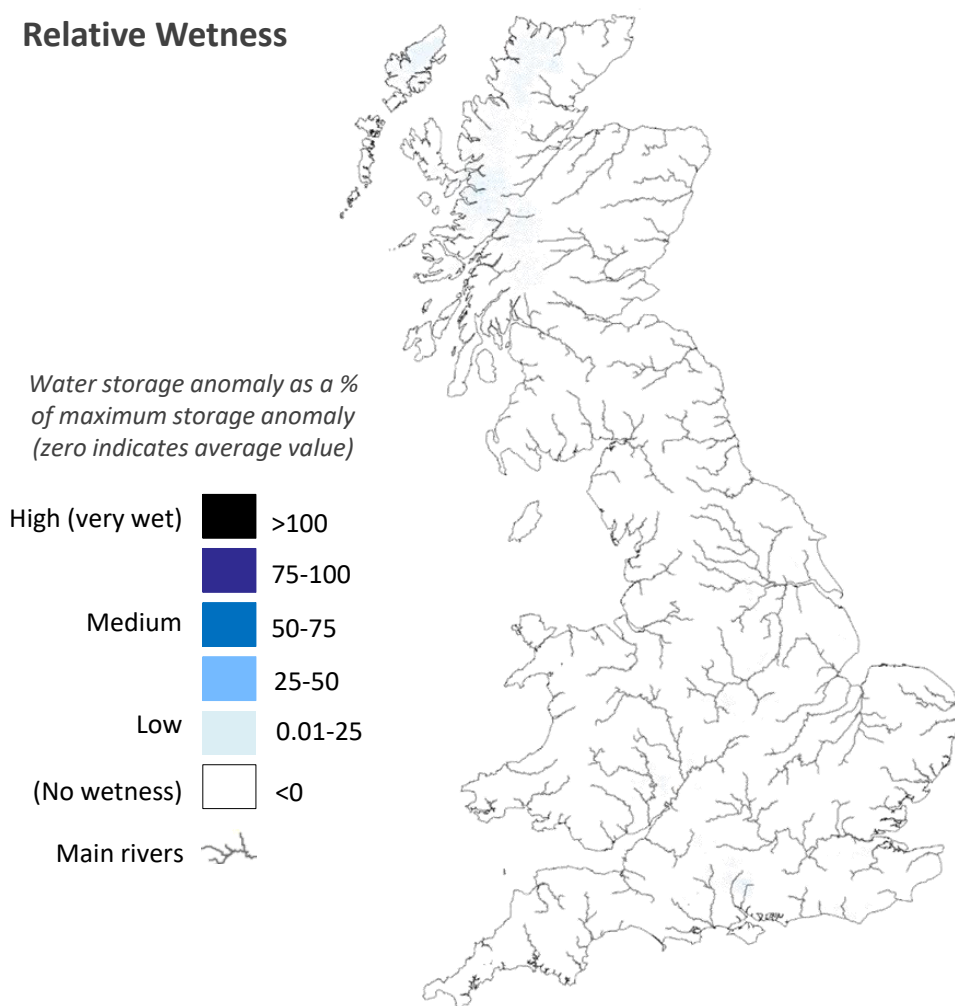 Relative Wetness
Water storage anomaly as a %
of maximum storage anomaly
(zero indicates average value)
High (very wet) >100
75-100
Medium 50-75
25-50
Low 0.01-25
(No wetness) <0
Main rivers